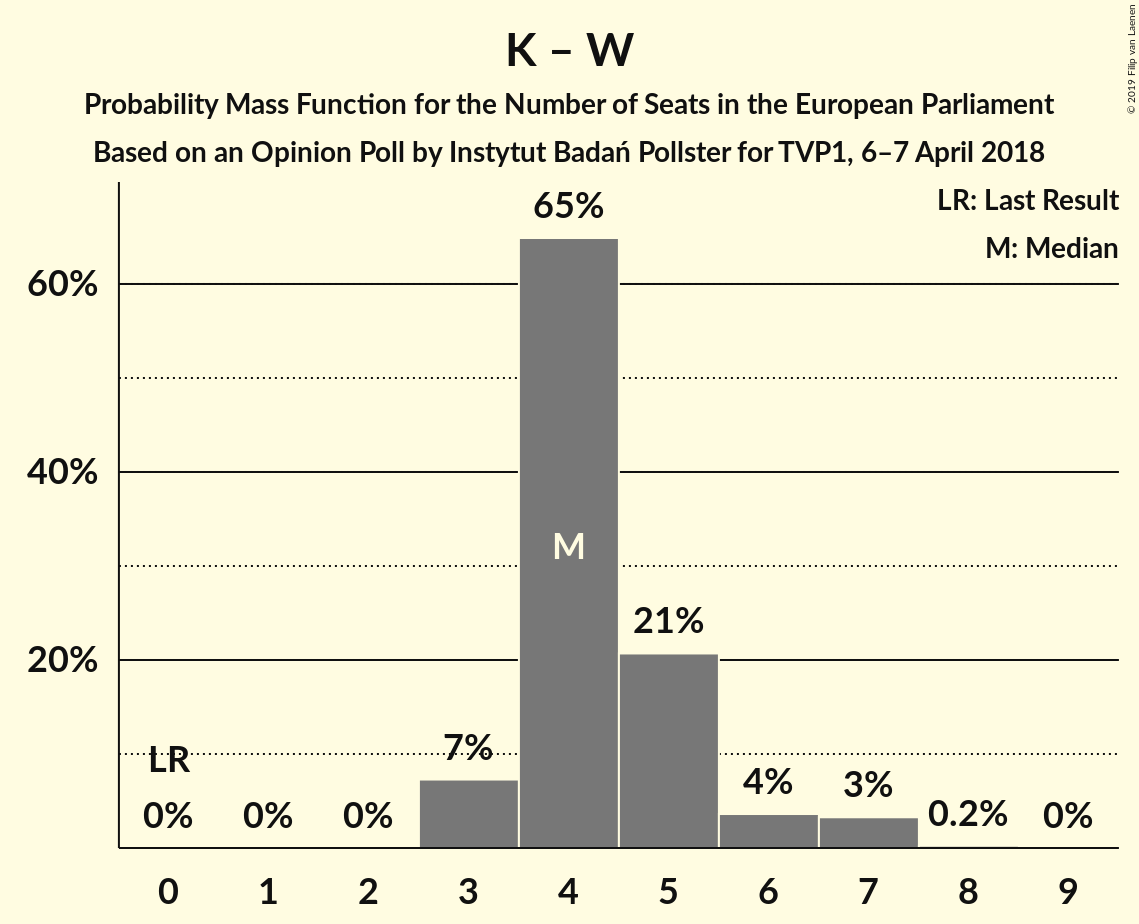 K – W
Probability Mass Function for the Number of Seats in the European Parliament
Based on an Opinion Poll by Instytut Badań Pollster for TVP1, 6–7 April 2018
© 2019 Filip van Laenen
LR: Last Result
M: Median
60%
40%
20%
LR
0%
0%
0%
7%
65%
M
21%
4%
3%
0.2%
0%
0 1 2 3 4 5 6 7 8 9